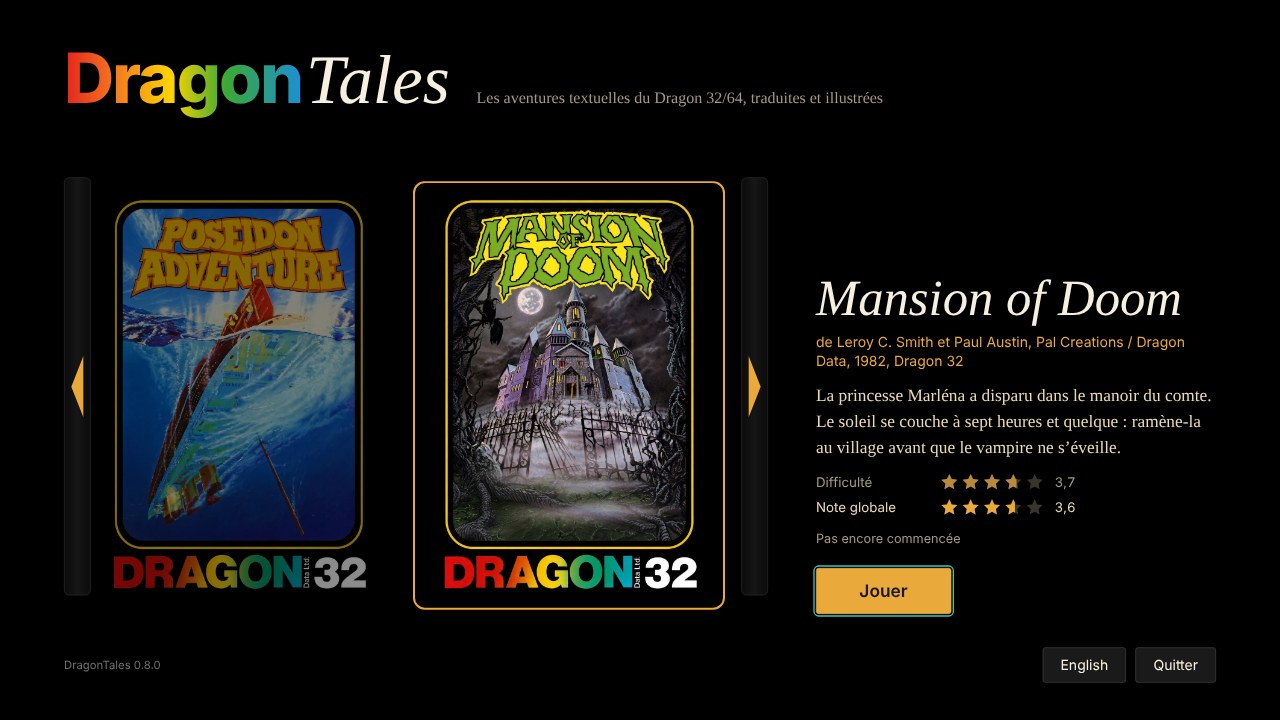 DragonTales
Les aventures textuelles du Dragon 32/64, traduites et illustrées
POSEIDON
ADVENTURE
DRAGON Data Ltd. 32
MANSION
OF
DOOM
DRAGON Data Ltd. 32
Mansion of Doom
de Leroy C. Smith et Paul Austin, Pal Creations / Dragon
Data, 1982, Dragon 32
La princesse Marléna a disparu dans le manoir du comte.
Le soleil se couche à sept heures et quelque : ramène-la
au village avant que le vampire ne s’éveille.
Difficulté 3,7
Note globale 3,6
Pas encore commencée
Jouer
DragonTales 0.8.0
English
Quitter